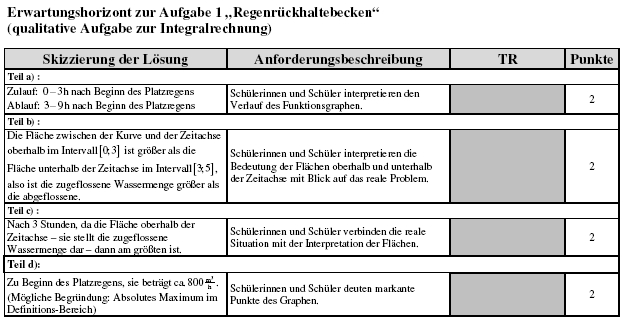 Erwartungshorizont zur Aufgabe 1 „Regenrückhaltebecken“
(qualitative Aufgabe zur Integralrechnung)
Skizzierung der Lösung Anforderungsbeschreibung TR Punkte
Teil a) :
Zulauf: 0 – 3h nach Beginn des Platzregens
Ablauf: 3 – 9h nach Beginn des Platzregens
Schülerinnen und Schüler interpretieren den
Verlauf des Funktionsgraphen.
2
Teil b) :
Die Fläche zwischen der Kurve und der Zeitachse
oberhalb im Intervall [0;3] ist größer als die
Fläche unterhalb der Zeitachse im Intervall [3;5],
also ist die zugeflossene Wassermenge größer als
die abgeflossene.
Schülerinnen und Schüler interpretieren die
Bedeutung der Flächen oberhalb und unterhalb
der Zeitachse mit Blick auf das reale Problem.
2
Teil c) :
Nach 3 Stunden, da die Fläche oberhalb der
Zeitachse – sie stellt die zugeflossene
Wassermenge dar – dann am größten ist.
Schülerinnen und Schüler verbinden die reale
Situation mit der Interpretation der Flächen.
2
Teil d):
Zu Beginn des Platzregens, sie beträgt ca. 800 m³/h.
(Mögliche Begründung: Absolutes Maximum im
Definitions-Bereich)
Schülerinnen und Schüler deuten markante
Punkte des Graphen.
2